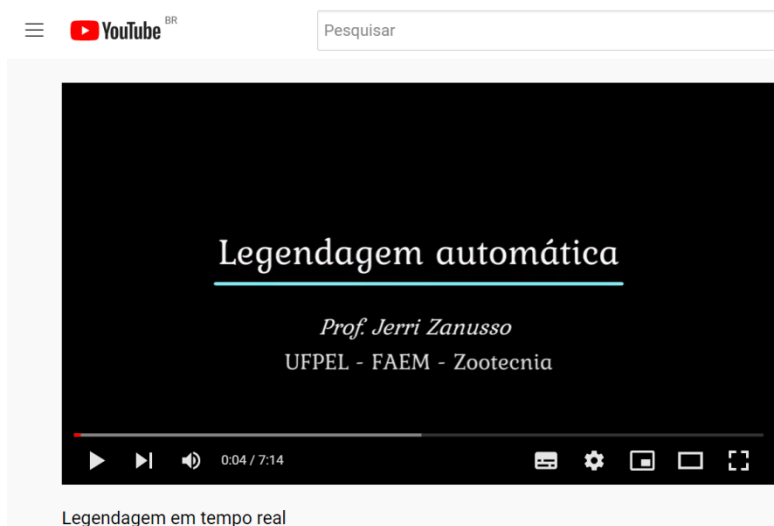 YouTube BR
Pesquisar
Legendagem automática
Prof. Jerri Zanusso
UFPEL - FAEM - Zootecnia
0:04 / 7:14
Legendagem em tempo real